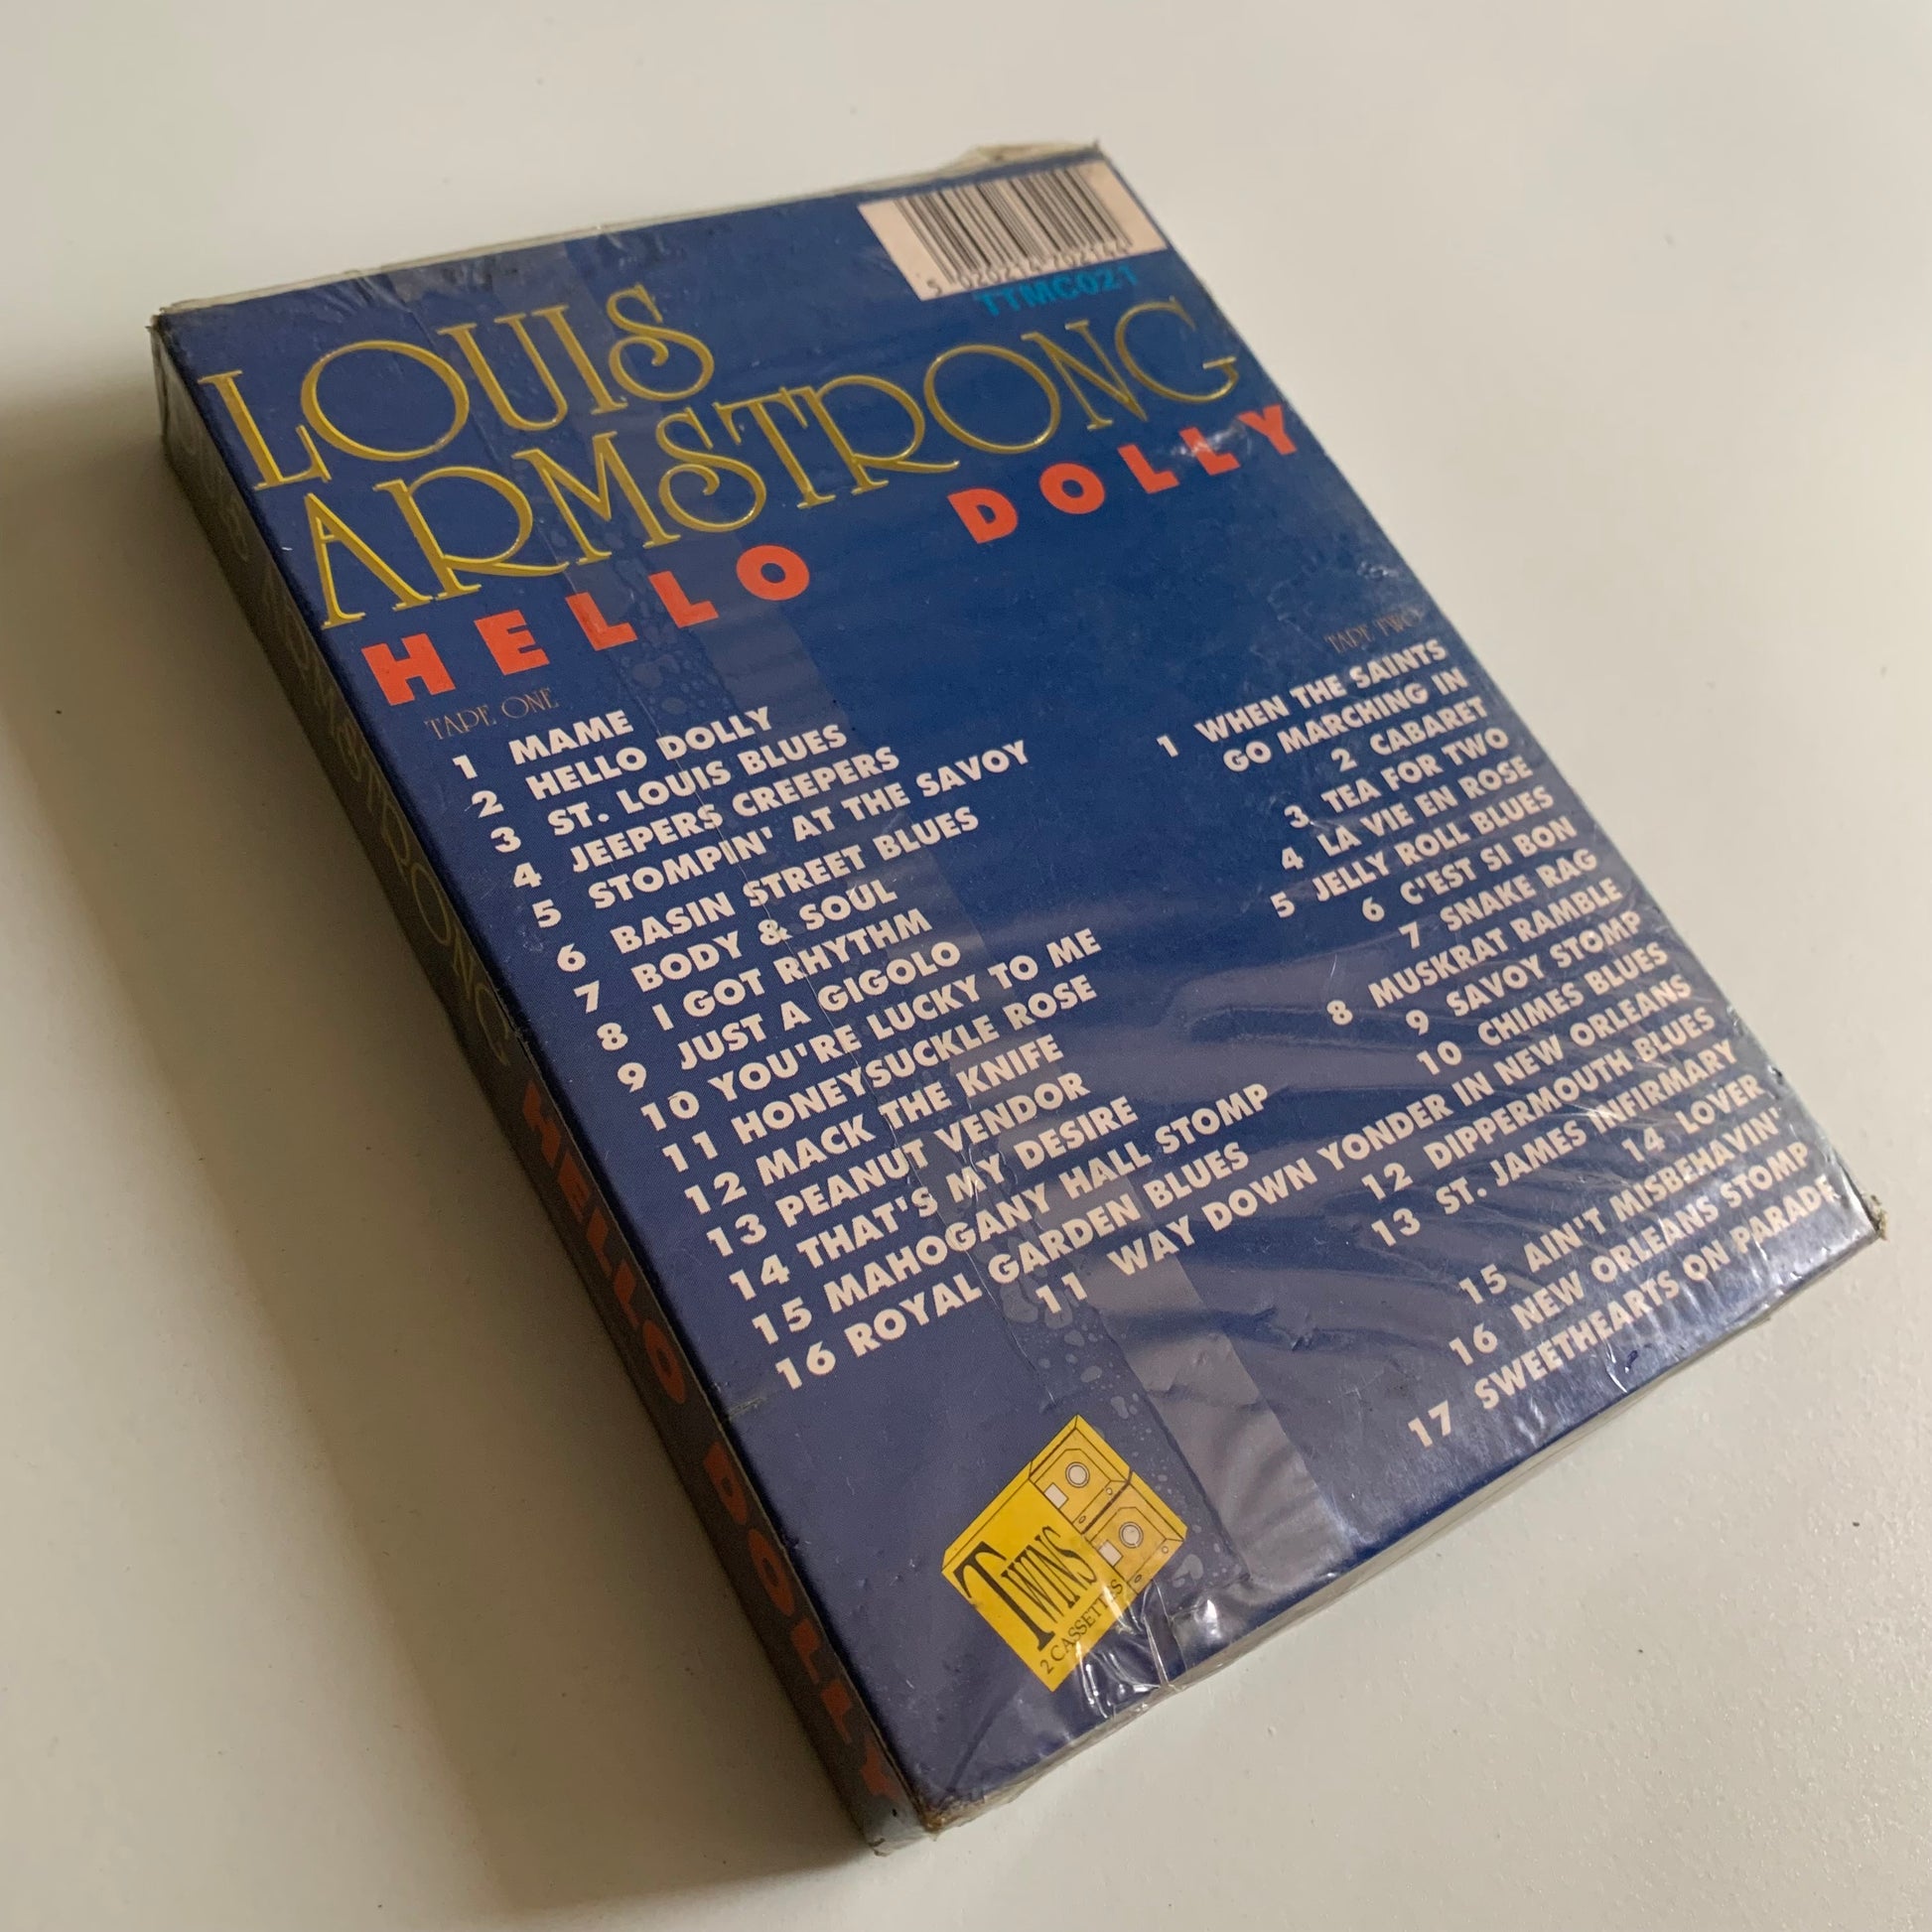 5 020214 702144
TTMC021
LOUIS
ARMSTRONG
HELLO DOLLY
TAPE ONE
1 MAME
2 HELLO DOLLY
3 ST. LOUIS BLUES
4 JEEPERS CREEPERS
5 STOMPIN' AT THE SAVOY
6 BASIN STREET BLUES
7 BODY & SOUL
8 I GOT RHYTHM
9 JUST A GIGOLO
10 YOU'RE LUCKY TO ME
11 HONEYSUCKLE ROSE
12 MACK THE KNIFE
13 PEANUT VENDOR
14 THAT'S MY DESIRE
15 MAHOGANY HALL STOMP
16 ROYAL GARDEN BLUES
TAPE TWO
1 WHEN THE SAINTS
GO MARCHING IN
2 CABARET
3 TEA FOR TWO
4 LA VIE EN ROSE
5 JELLY ROLL BLUES
6 C'EST SI BON
7 SNAKE RAG
8 MUSKRAT RAMBLE
9 SAVOY STOMP
10 CHIMES BLUES
11 WAY DOWN YONDER IN NEW ORLEANS
12 DIPPERMOUTH BLUES
13 ST. JAMES INFIRMARY
14 LOVER
15 AIN'T MISBEHAVIN'
16 NEW ORLEANS STOMP
17 SWEETHEARTS ON PARADE
TWINS
2 CASSETTES
LOUIS ARMSTRONG HELLO DOLLY